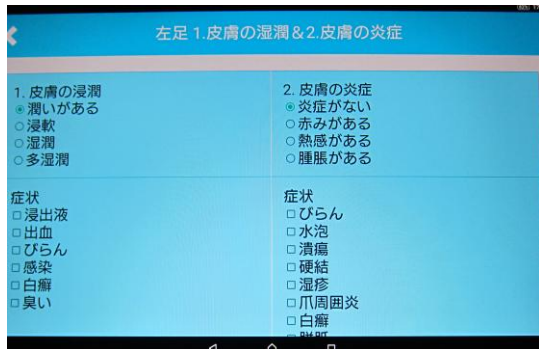 左足 1.皮膚の湿潤&2.皮膚の炎症
1. 皮膚の浸潤
潤いがある
浸軟
湿潤
多湿潤
2. 皮膚の炎症
炎症がない
赤みがある
熱感がある
腫脹がある
症状
浸出液
出血
びらん
感染
白癬
臭い
症状
びらん
水泡
潰瘍
硬結
湿疹
爪周囲炎
白癬